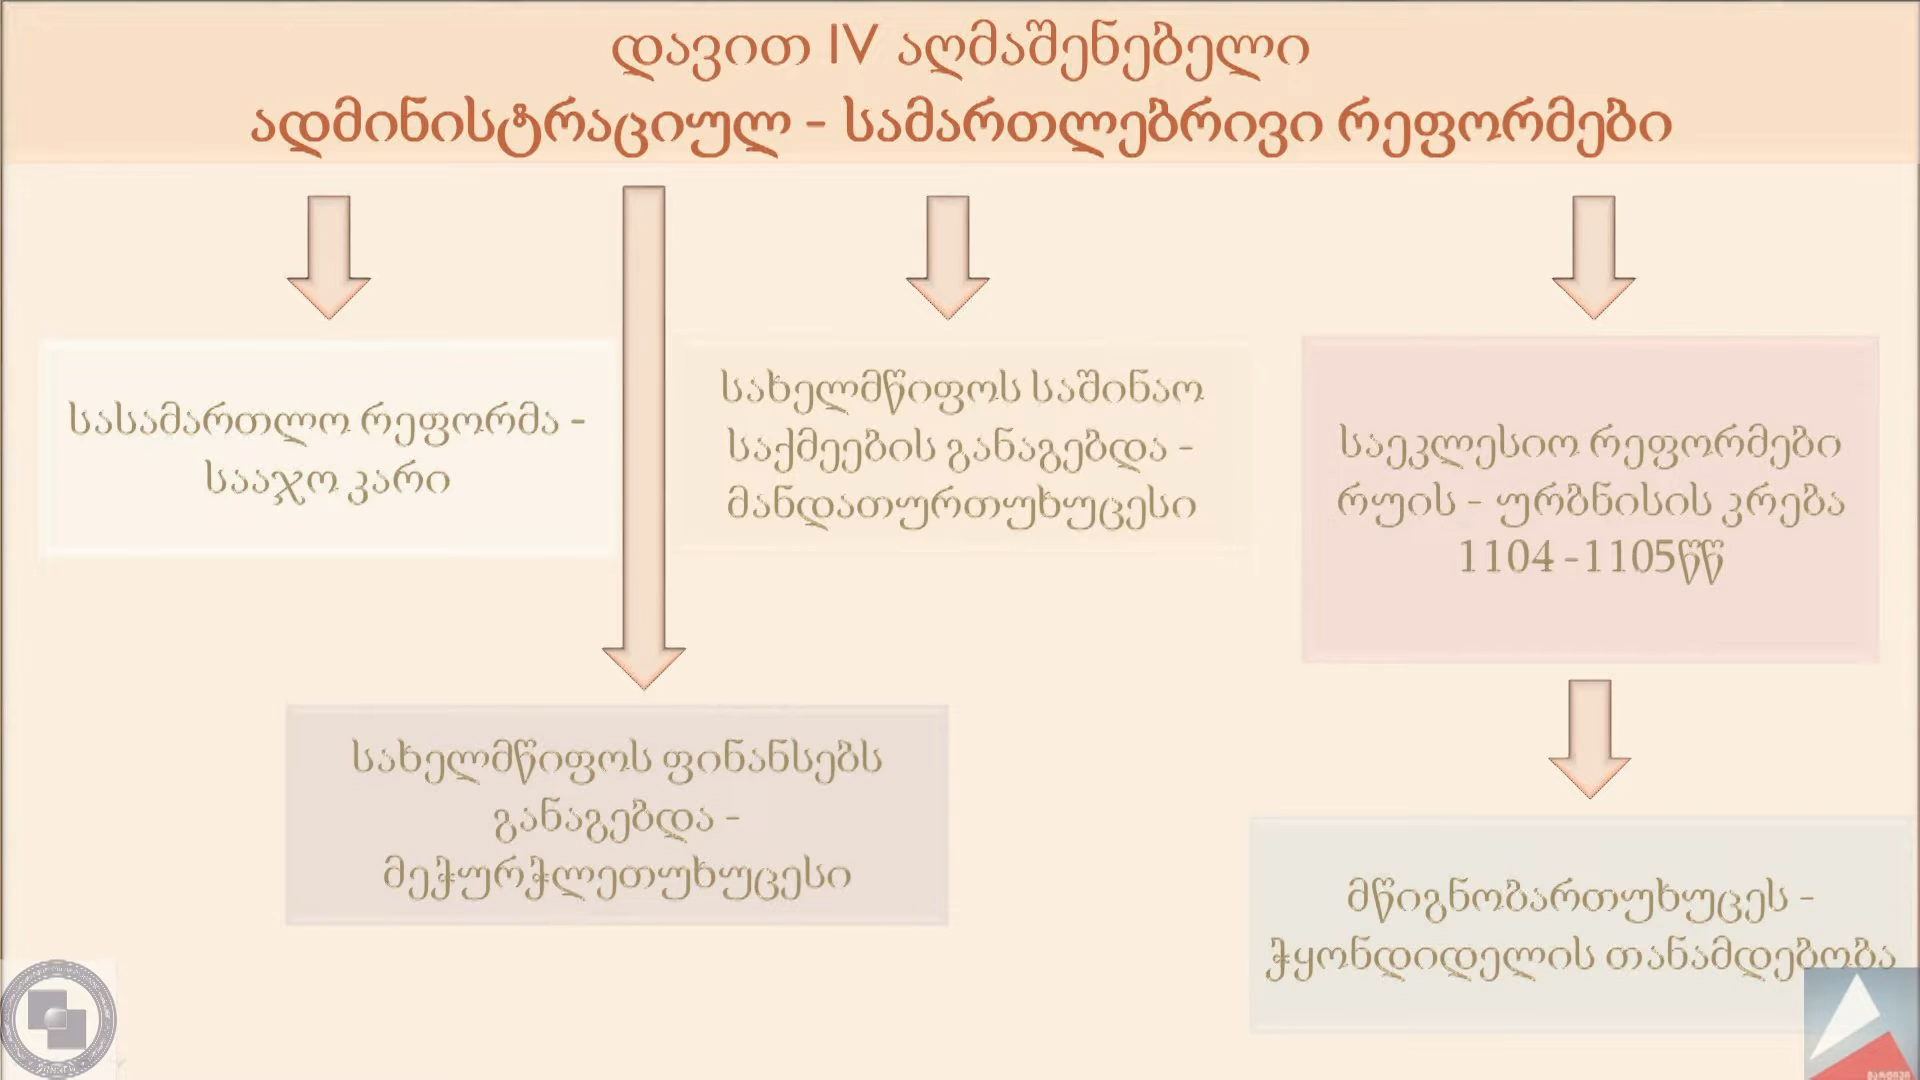 დავით IV აღმაშენებელი
ადმინისტრაციულ - სამართლებრივი რეფორმები
სასამართლო რეფორმა -
სააჯო კარი
სახელმწიფოს საშინაო
საქმეების განაგებდა -
მანდათურთუხუცესი
საეკლესიო რეფორმები
რუის - ურბნისის კრება
1104 -1105წწ
სახელმწიფოს ფინანსებს
განაგებდა -
მეჭურჭლეთუხუცესი
მწიგნობართუხუცეს -
ჭყონდიდელის თანამდებობა